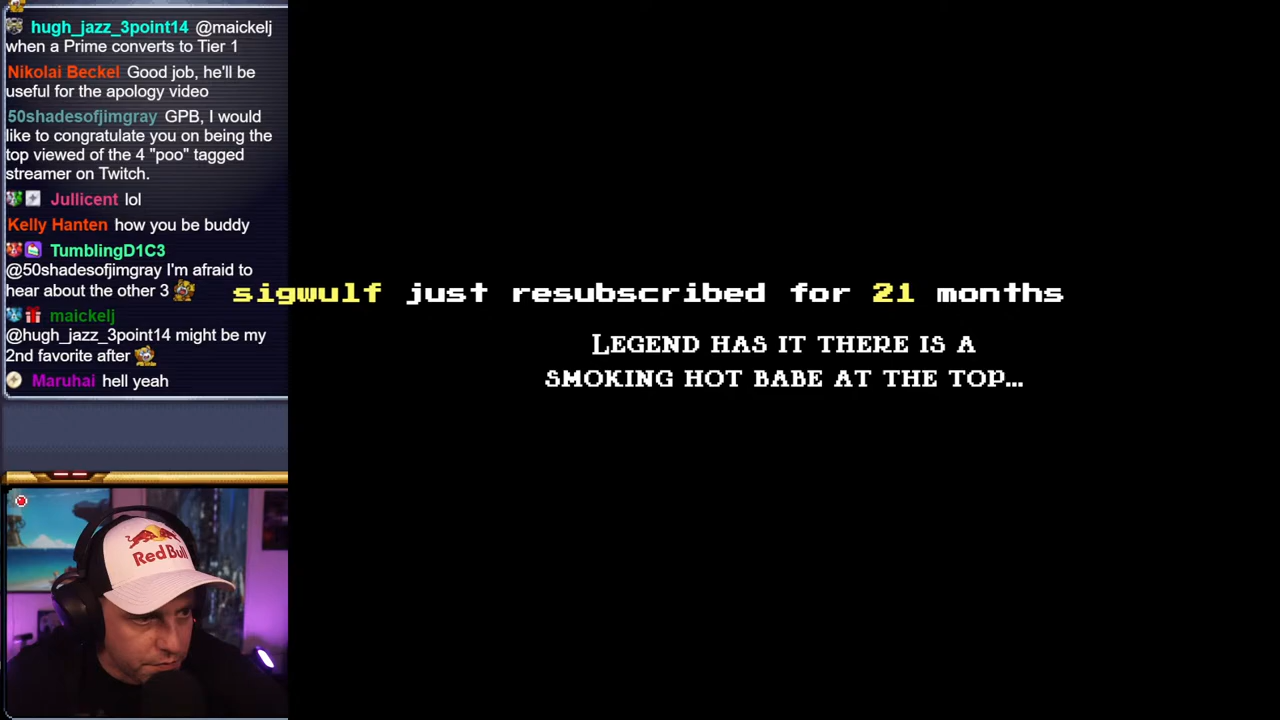 hugh_jazz_3point14 @maickelj
when a Prime converts to Tier 1
Nikolai Beckel Good job, he'll be
useful for the apology video
50shadesofjimgray GPB, I would
like to congratulate you on being the
top viewed of the 4 "poo" tagged
streamer on Twitch.
Jullicent lol
Kelly Hanten how you be buddy
TumblingD1C3
@50shadesofjimgray I'm afraid to
hear about the other 3
maickelj
@hugh_jazz_3point14 might be my
2nd favorite after
Maruhai hell yeah
sigwulf just resubscribed for 21 months
Legend has it there is a
smoking hot babe at the top...
Red Bull